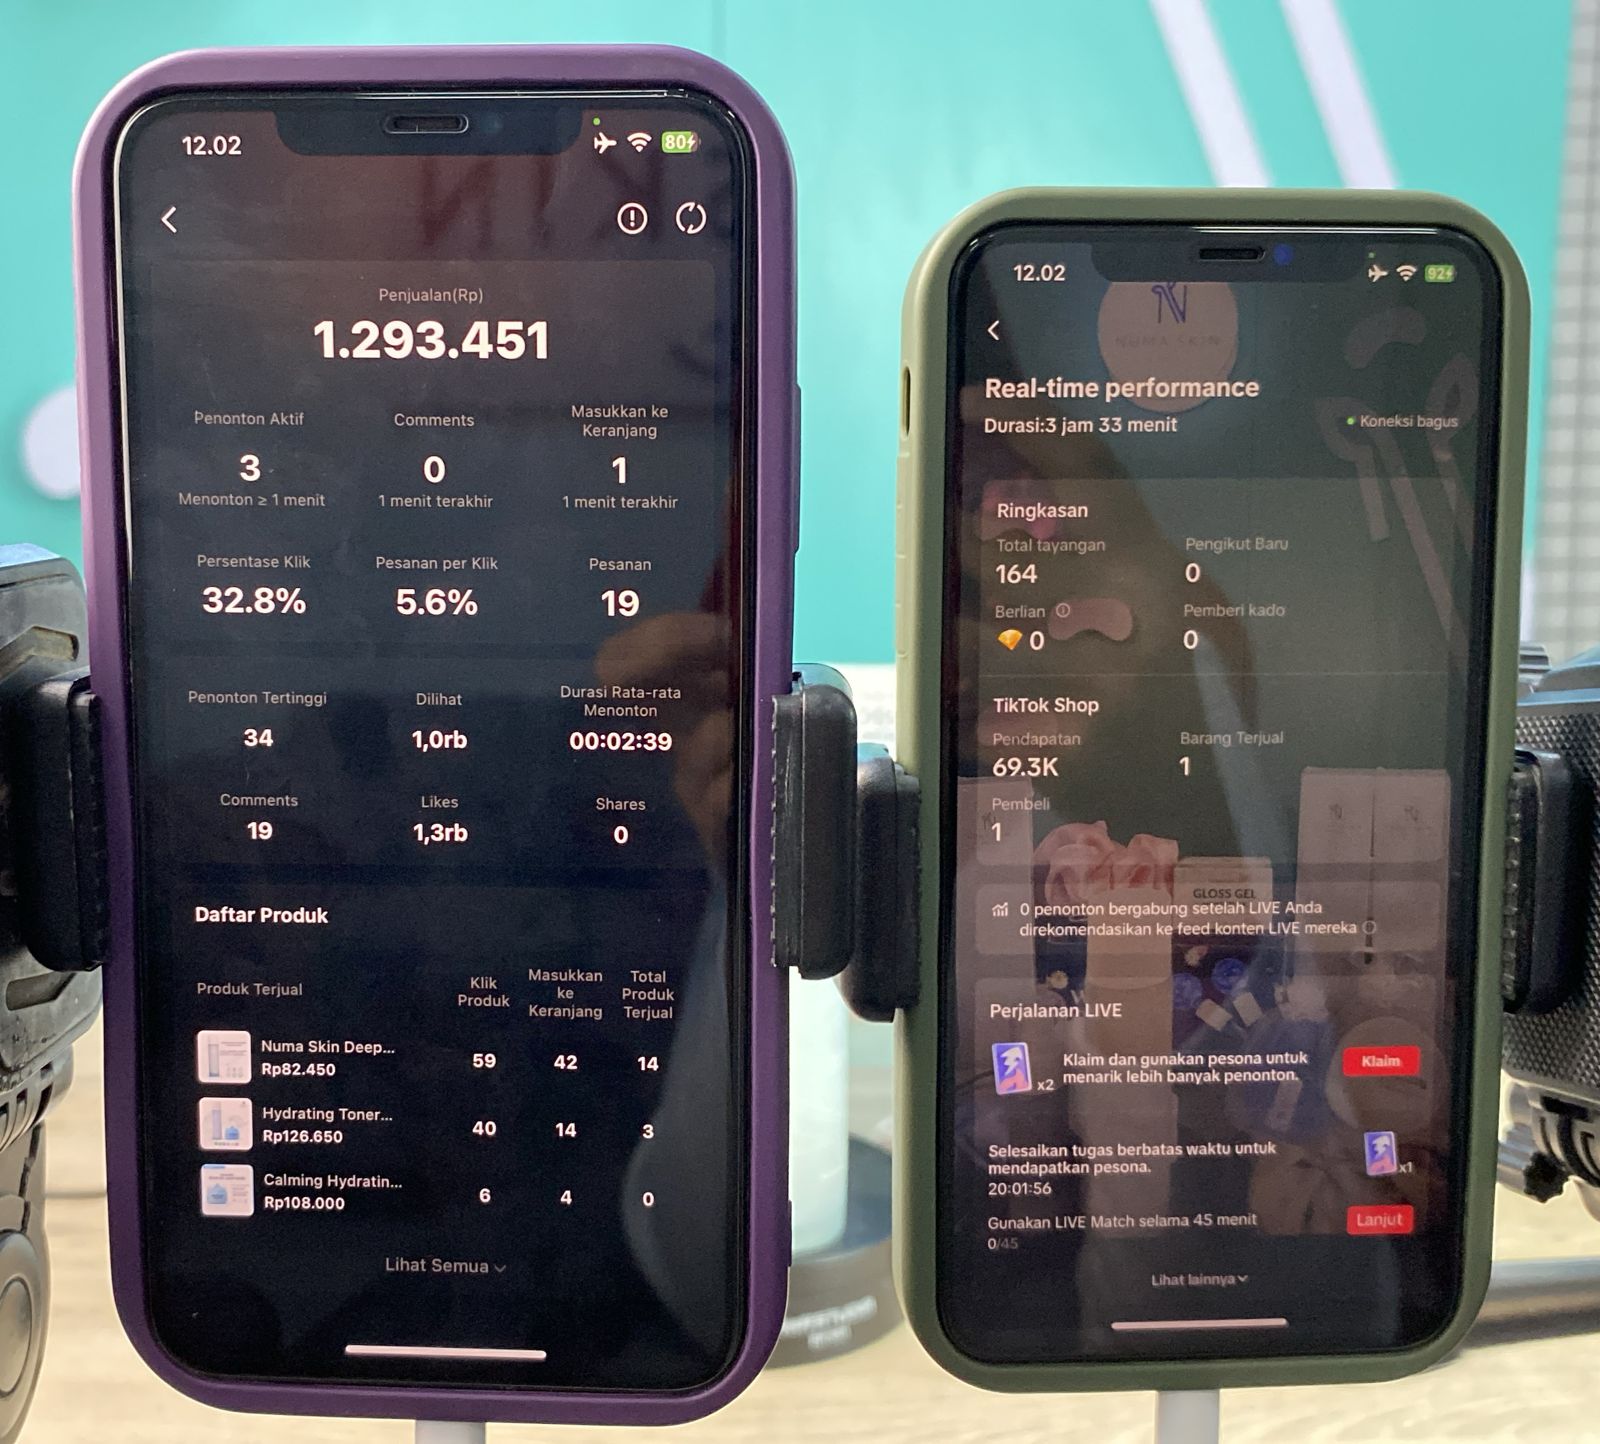 12.02
80
Penjualan(Rp)
1.293.451
Penonton Aktif
3
Menonton ≥ 1 menit
Comments
0
1 menit terakhir
Masukkan ke
Keranjang
1
1 menit terakhir
Persentase Klik
32.8%
Pesanan per Klik
5.6%
Pesanan
19
Penonton Tertinggi
34
Dilihat
1,0rb
Durasi Rata-rata
Menonton
00:02:39
Comments
19
Likes
1,3rb
Shares
0
Daftar Produk
Produk Terjual
Klik
Produk
Masukkan
ke
Keranjang
Total
Produk
Terjual
Numa Skin Deep...
Rp82.450
59
42
14
Hydrating Toner...
Rp126.650
40
14
3
Calming Hydratin...
Rp108.000
6
4
0
Lihat Semua
12.02
92
NUMA SKIN
Real-time performance
Durasi:3 jam 33 menit
Koneksi bagus
Ringkasan
Total tayangan
164
Pengikut Baru
0
Berlian
0
Pemberi kado
0
TikTok Shop
Pendapatan
69.3K
Barang Terjual
1
Pembeli
1
GLOSS GEL
0 penonton bergabung setelah LIVE Anda
direkomendasikan ke feed konten LIVE mereka
Perjalanan LIVE
x2
Klaim dan gunakan pesona untuk
menarik lebih banyak penonton.
Klaim
Selesaikan tugas berbatas waktu untuk
mendapatkan pesona.
20:01:56
x1
Gunakan LIVE Match selama 45 menit
0/45
Lanjut
Lihat lainnya